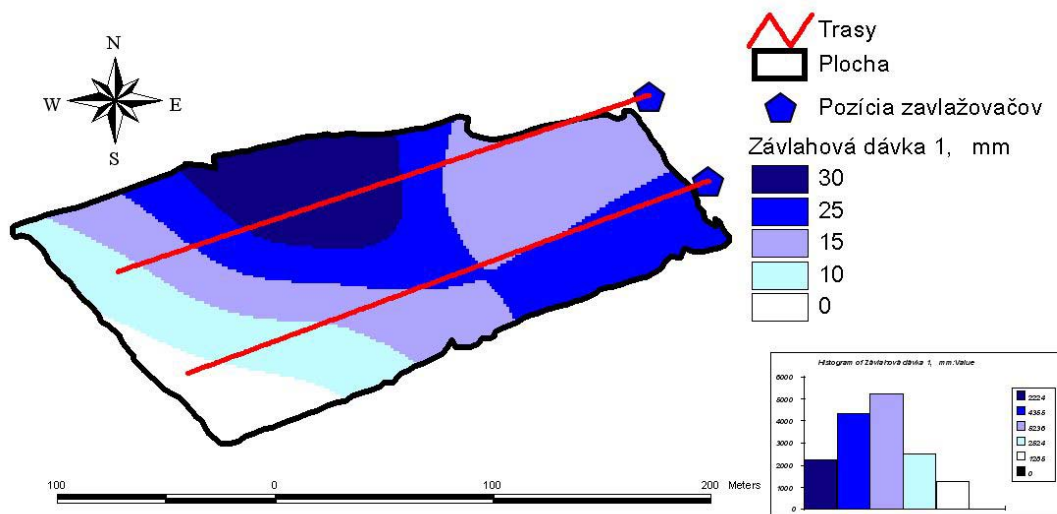 N
W E
S
Trasy
Plocha
Pozícia zavlažovačov
Závlahová dávka 1, mm
30
25
15
10
0
Histogram of Závlahová dávka 1, mm:Value
6000
5000
4000
3000
2000
1000
0
2224
4355
5236
2524
0
100 0 100 200 Meters